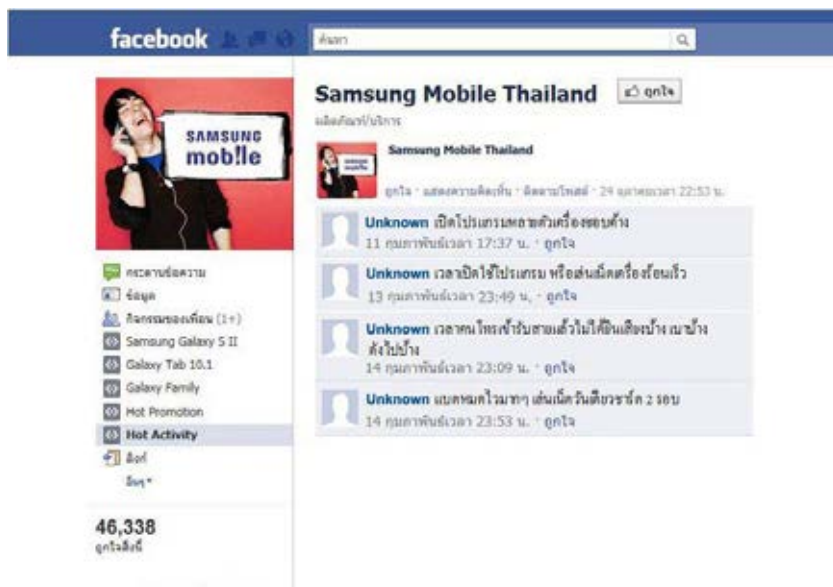 facebook
ค้นหา
SAMSUNG
mob!le
Samsung Mobile Thailand
ถูกใจ
ผลิตภัณฑ์/บริการ
Samsung Mobile Thailand
ถูกใจ · แสดงความคิดเห็น · ติดตามโพสต์ · 24 ตุลาคมเวลา 22:53 น.
Unknown เปิดโปรแกรมหลายตัวเครื่องชอบค้าง
11 กุมภาพันธ์เวลา 17:37 น. · ถูกใจ
Unknown เวลาเปิดใช้โปรแกรม หรือเล่นเน็ตเครื่องร้อนเร็ว
13 กุมภาพันธ์เวลา 23:49 น. · ถูกใจ
Unknown เวลาคนโทรเข้ารับสายแล้วไม่ได้ยินเสียงบ้าง เบาบ้าง
ดังไปบ้าง
14 กุมภาพันธ์เวลา 23:09 น. · ถูกใจ
Unknown แบตหมดไวมากๆ เล่นเน็ตวันเดียวชาร์ต 2 รอบ
14 กุมภาพันธ์เวลา 23:53 น. · ถูกใจ
กระดานข้อความ
ข้อมูล
กิจกรรมของเพื่อน (1+)
Samsung Galaxy S II
Galaxy Tab 10.1
Galaxy Family
Hot Promotion
Hot Activity
ลิงก์
อื่นๆ
46,338
ถูกใจสิ่งนี้